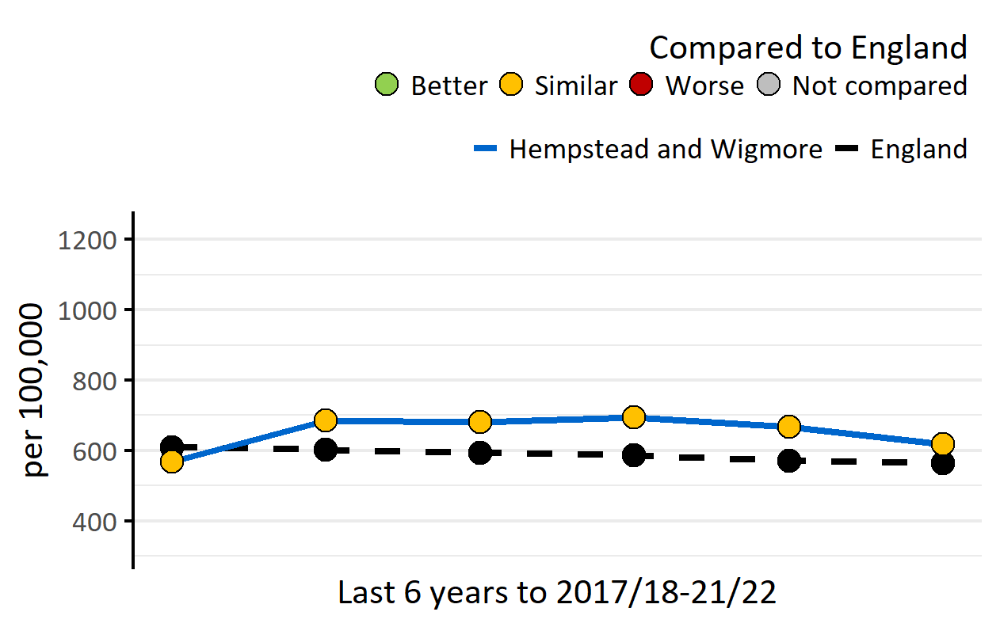 Compared to England
Better Similar Worse Not compared
Hempstead and Wigmore England
1200
1000
800
600
400
per 100,000
Last 6 years to 2017/18-21/22